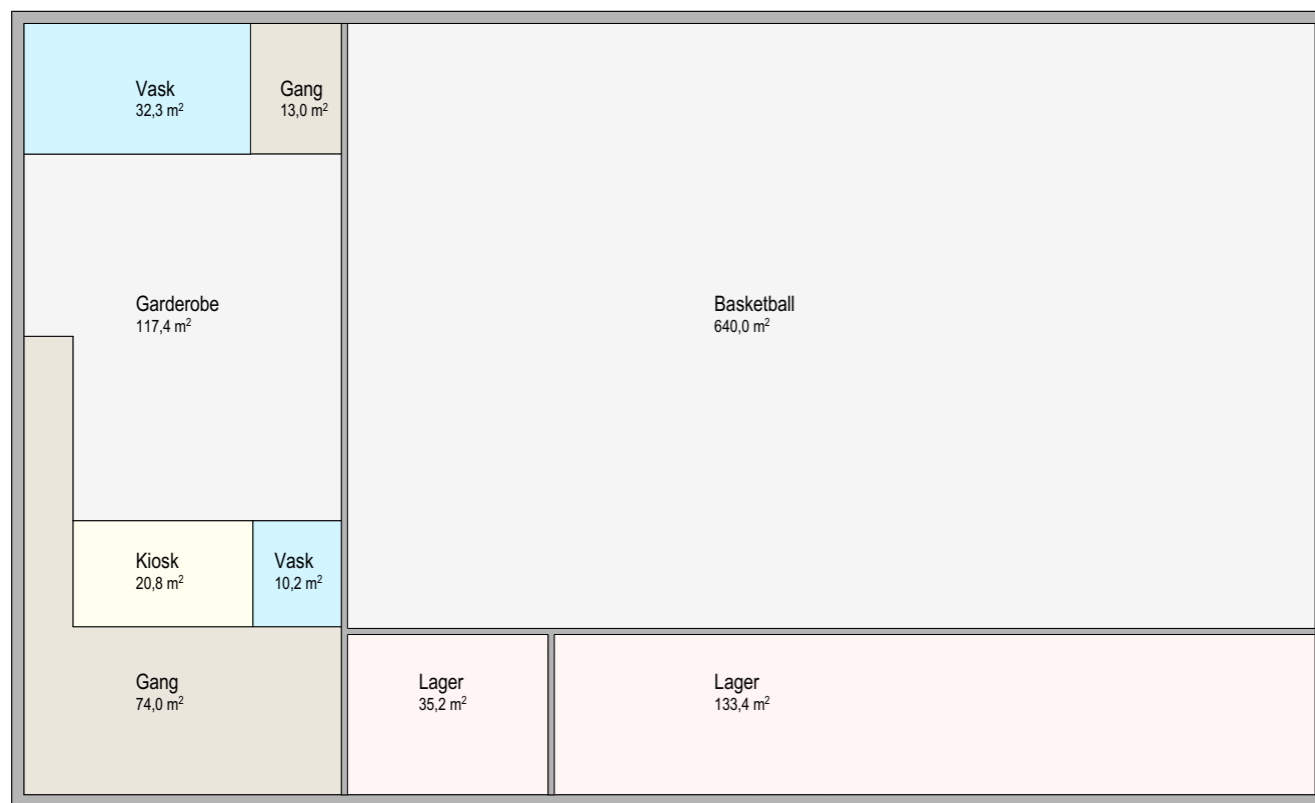 Vask
32,3 m²
Gang
13,0 m²
Garderobe
117,4 m²
Basketball
640,0 m²
Kiosk
20,8 m²
Vask
10,2 m²
Gang
74,0 m²
Lager
35,2 m²
Lager
133,4 m²